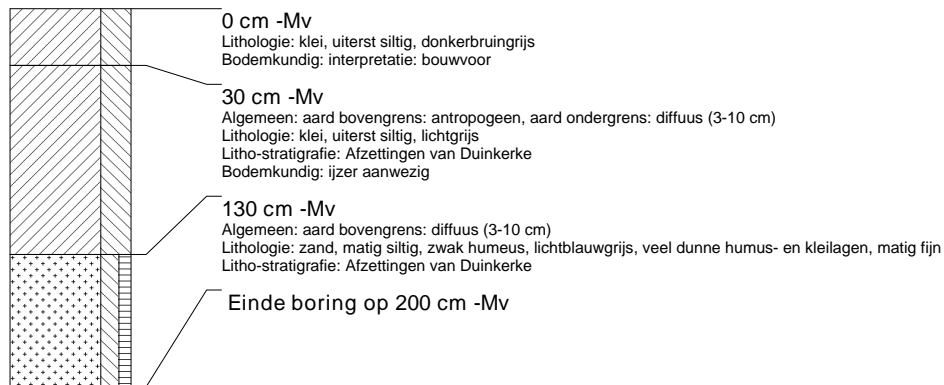 0 cm -Mv
Lithologie: klei, uiterst siltig, donkerbruingrijs
Bodemkundig: interpretatie: bouwvoor
30 cm -Mv
Algemeen: aard bovengrens: antropogeen, aard ondergrens: diffuus (3-10 cm)
Lithologie: klei, uiterst siltig, lichtgrijs
Litho-stratigrafie: Afzettingen van Duinkerke
Bodemkundig: ijzer aanwezig
130 cm -Mv
Algemeen: aard bovengrens: diffuus (3-10 cm)
Lithologie: zand, matig siltig, zwak humeus, lichtblauwgrijs, veel dunne humus- en kleilagen, matig fijn
Litho-stratigrafie: Afzettingen van Duinkerke
Einde boring op 200 cm -Mv